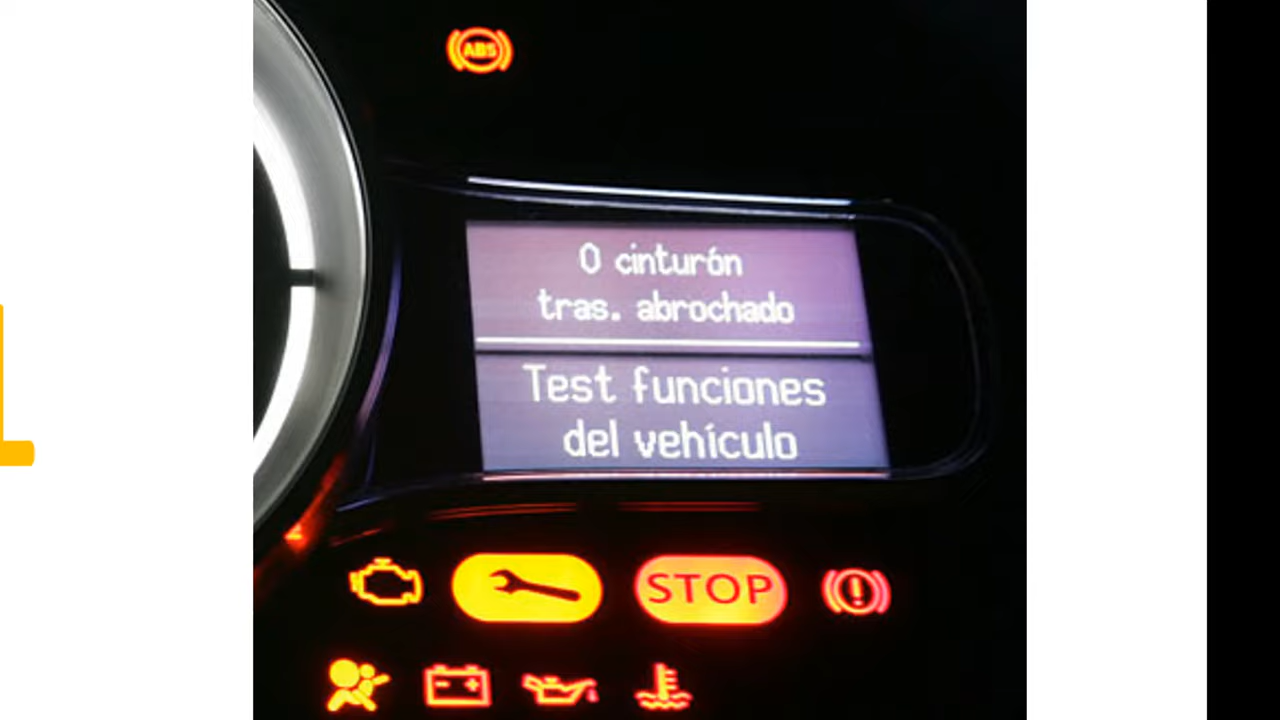 ABS
0 cinturón
tras. abrochado
Test funciones
del vehículo
STOP